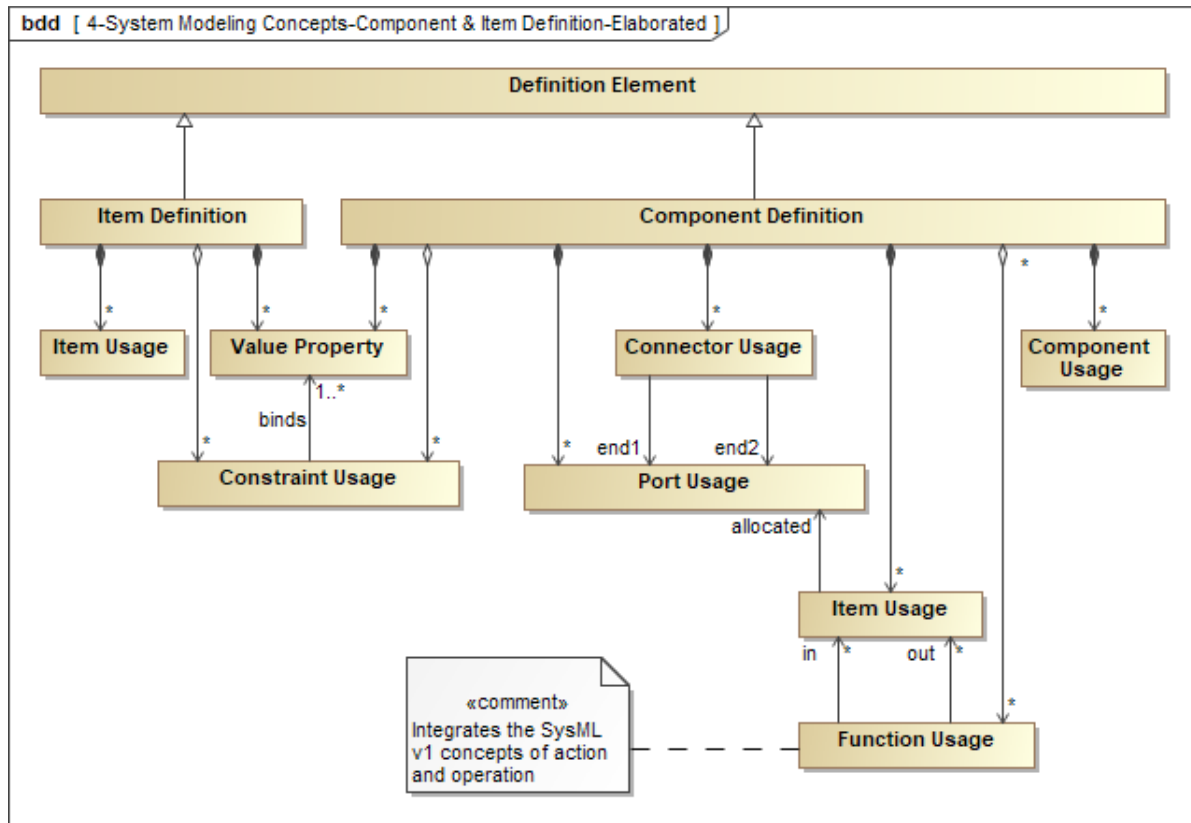 bdd [ 4-System Modeling Concepts-Component & Item Definition-Elaborated ]
Definition Element
Item Definition
Component Definition
*
*
*
*
*
*
*
Item Usage
Value Property
Connector Usage
Component
Usage
1..*
binds
*
*
*
end1
end2
Constraint Usage
Port Usage
allocated
*
Item Usage
in
*
out
*
«comment»
Integrates the SysML
v1 concepts of action
and operation
*
Function Usage